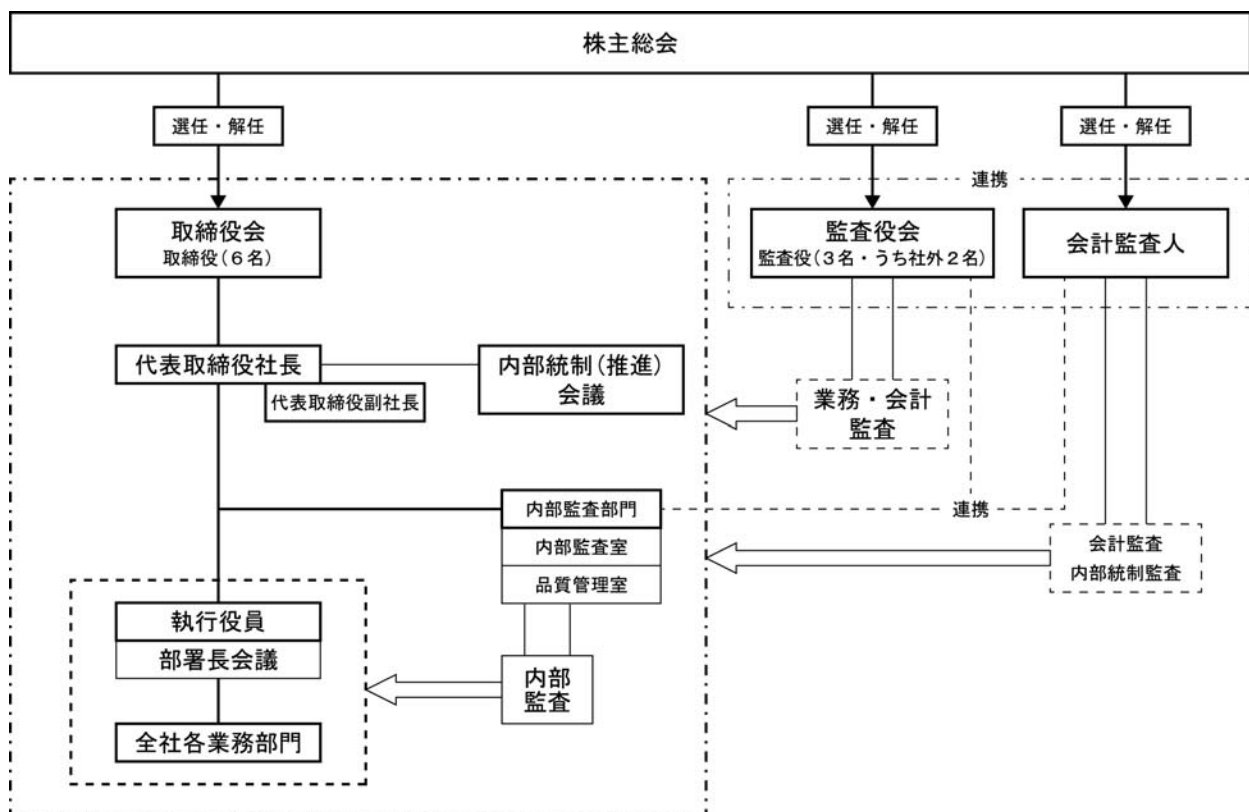 株主総会
選任・解任
選任・解任
選任・解任
連携
取締役会
取締役(6名)
監査役会
監査役(3名・うち社外2名)
会計監査人
代表取締役社長
代表取締役副社長
内部統制(推進)
会議
業務・会計
監査
内部監査部門
連携
内部監査室
品質管理室
会計監査
内部統制監査
執行役員
部署長会議
内部
監査
全社各業務部門